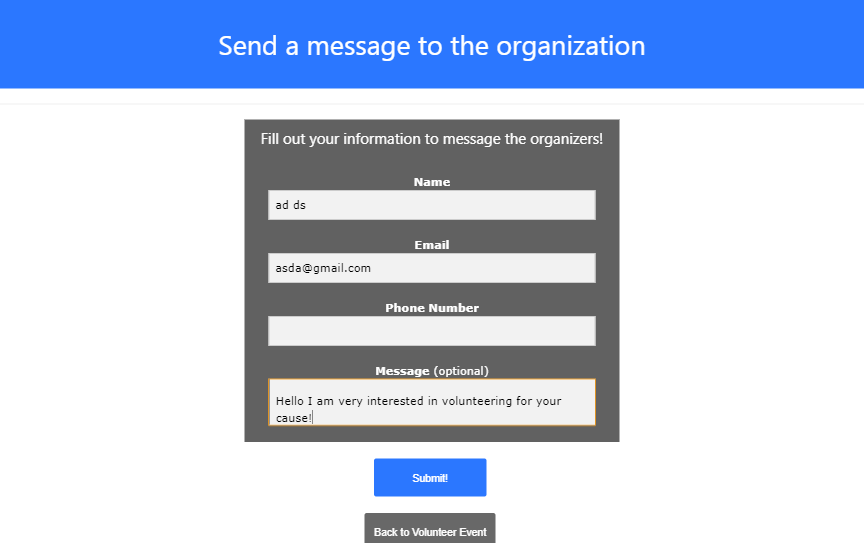 Send a message to the organization
Fill out your information to message the organizers!
Name
ad ds
Email
asda@gmail.com
Phone Number
Message (optional)
Hello I am very interested in volunteering for your
cause!
Submit!
Back to Volunteer Event